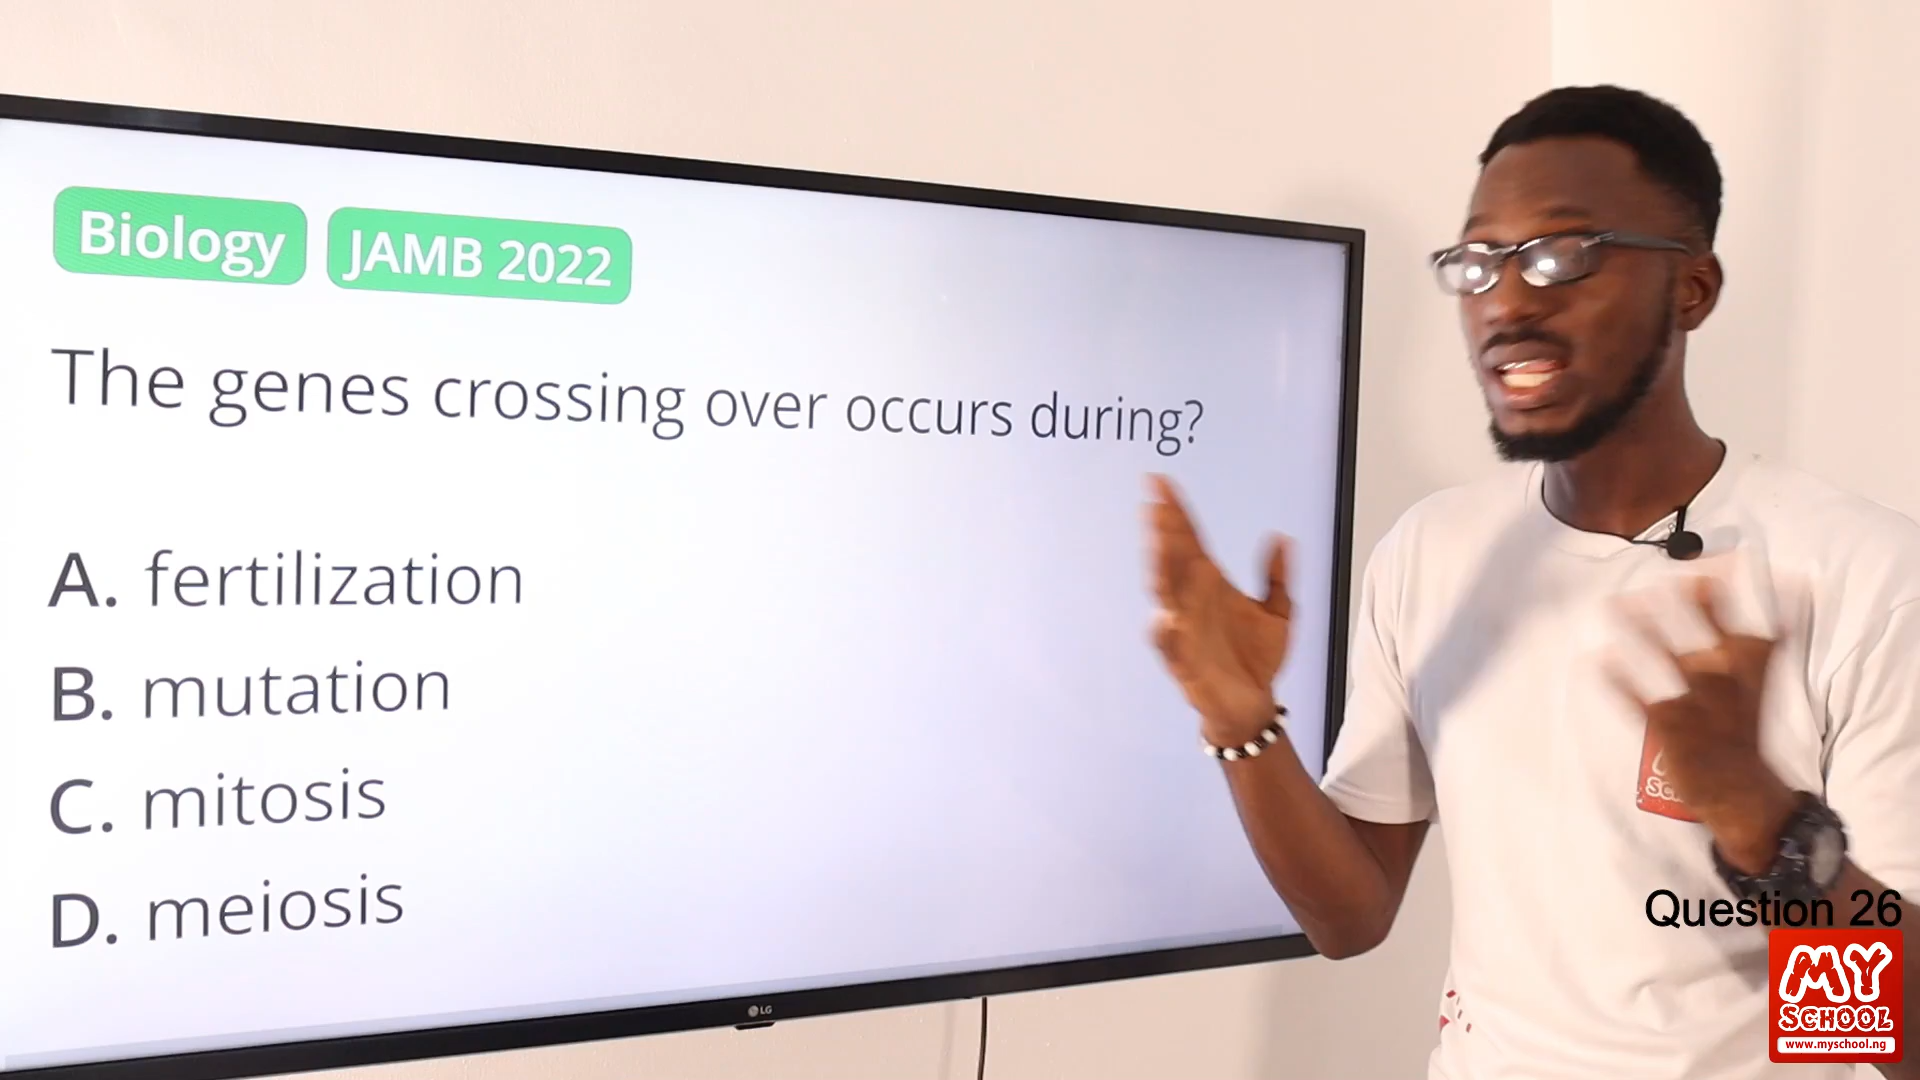 Biology JAMB 2022
The genes crossing over occurs during?
A. fertilization
B. mutation
C. mitosis
D. meiosis
LG
Question 26
MY
SCHOOL
www.myschool.ng